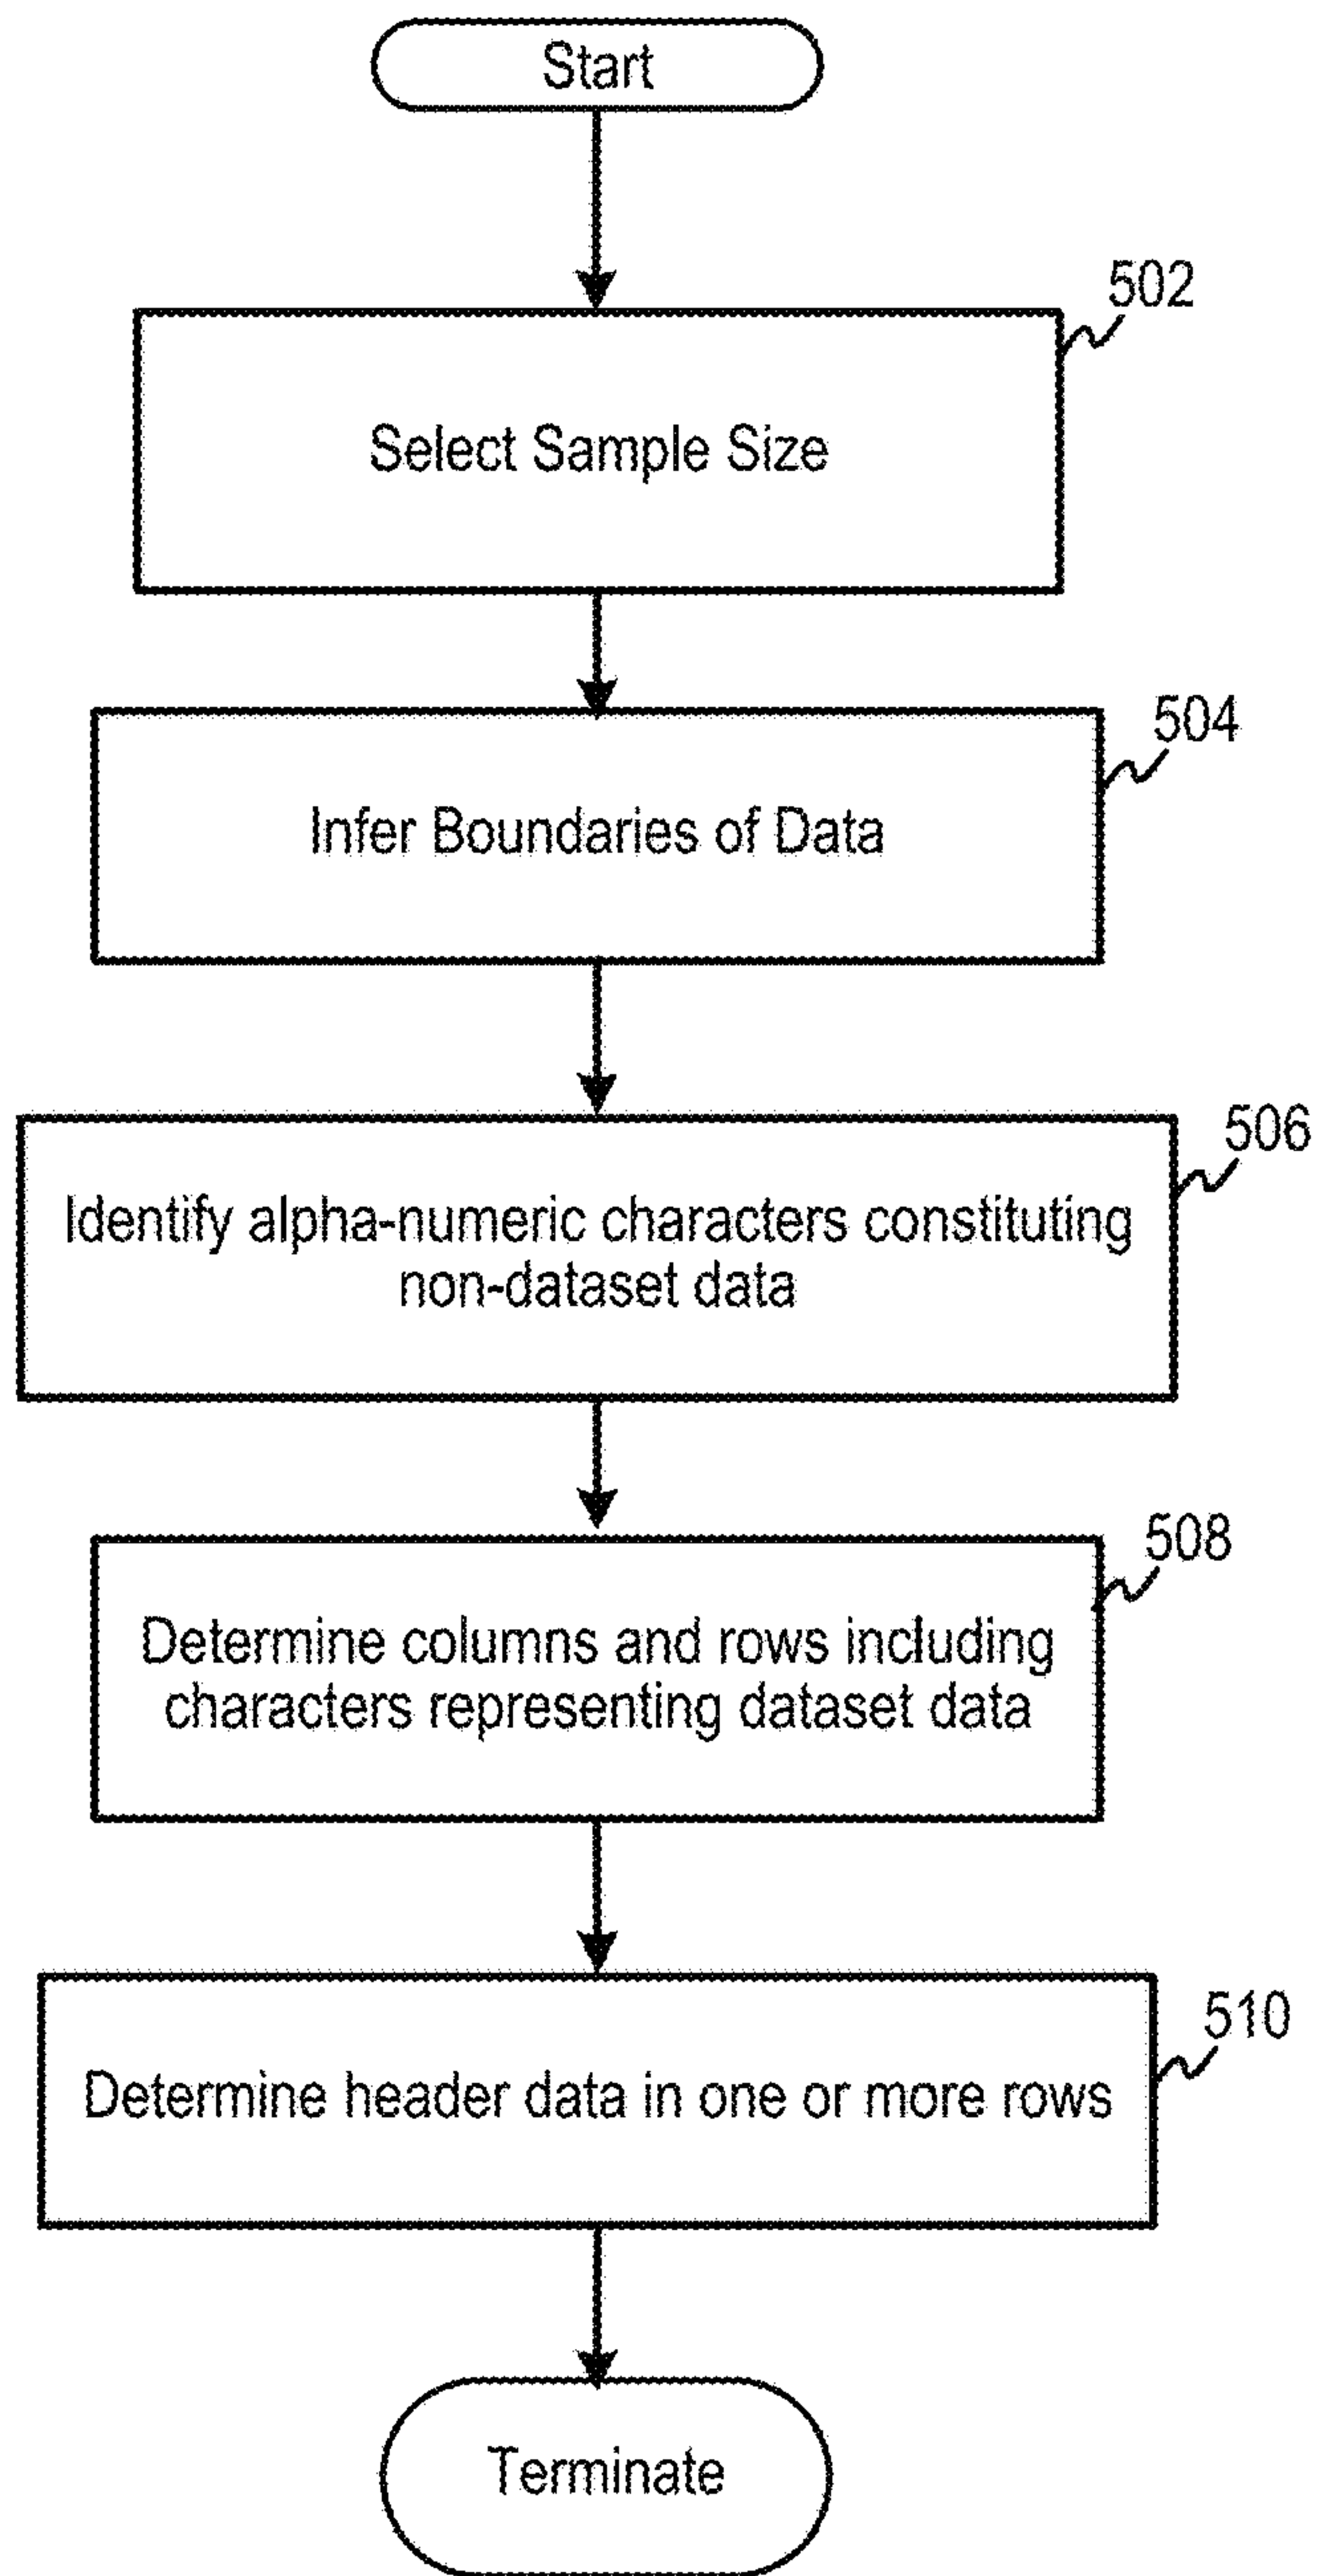 Start
502
Select Sample Size
504
Infer Boundaries of Data
506
Identify alpha-numeric characters constituting
non-dataset data
508
Determine columns and rows including
characters representing dataset data
510
Determine header data in one or more rows
Terminate